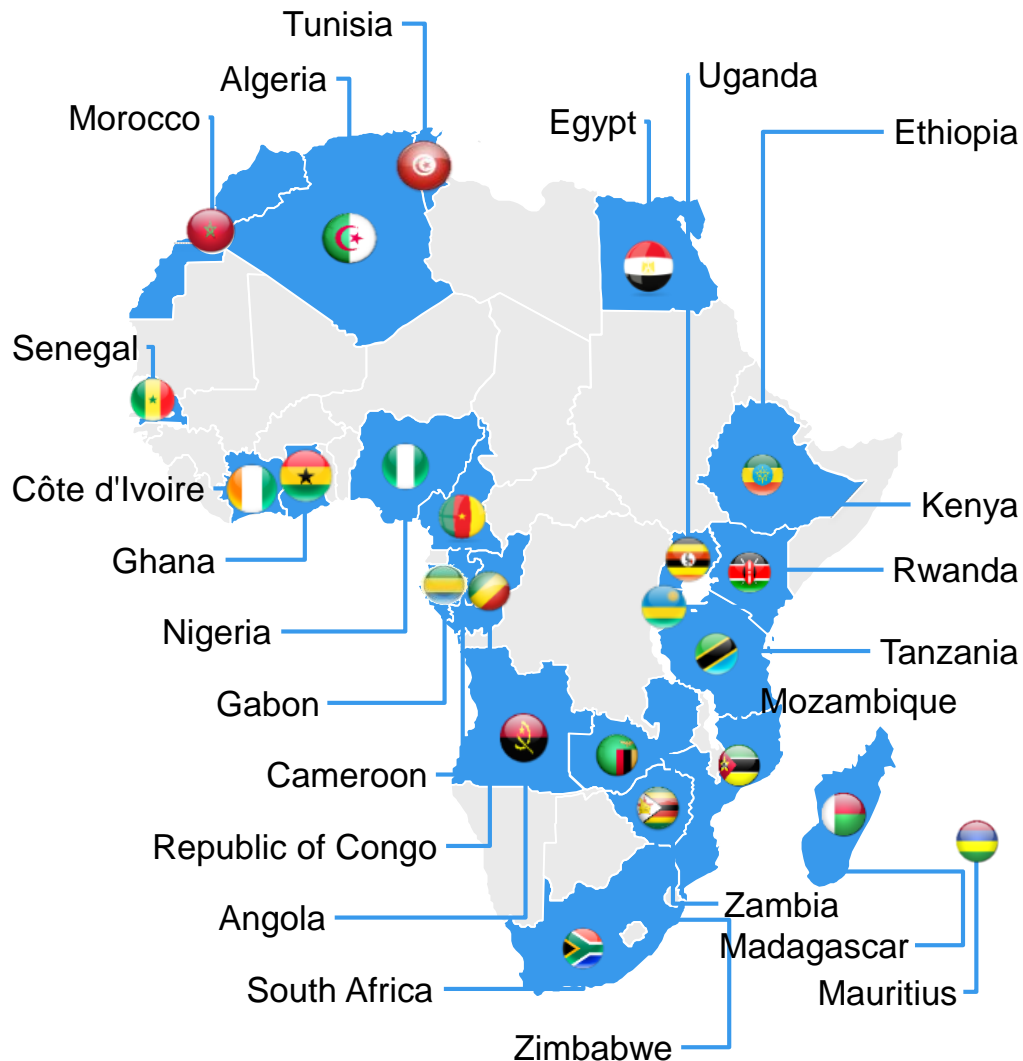 Tunisia
Uganda
Algeria
Morocco
Egypt
Ethiopia
Senegal
Côte d'Ivoire
Kenya
Ghana
Rwanda
Nigeria
Tanzania
Gabon
Mozambique
Cameroon
Republic of Congo
Angola
Zambia
Madagascar
South Africa
Mauritius
Zimbabwe